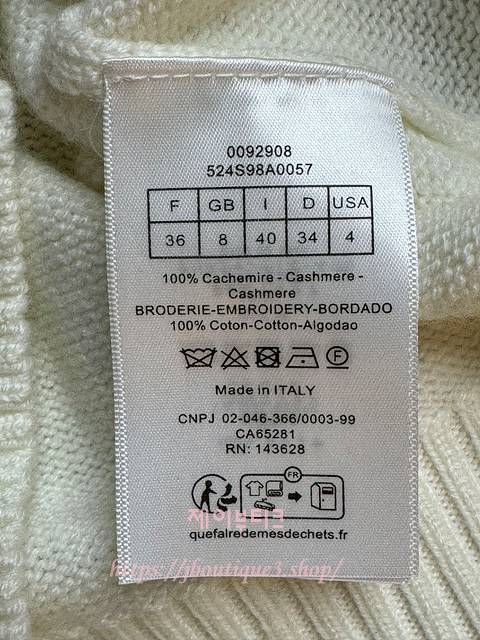 0092908
524S98A0057
F GB I D USA
36 8 40 34 4
100% Cachemire - Cashmere -
Cashmere
BRODERIE-EMBROIDERY-BORDADO
100% Coton-Cotton-Algodao
F
Made in ITALY
CNPJ 02-046-366/0003-99
CA65281
RN: 143628
FR
제이부티크
quefairedemesdechets.fr
https://jboutique3.shop/